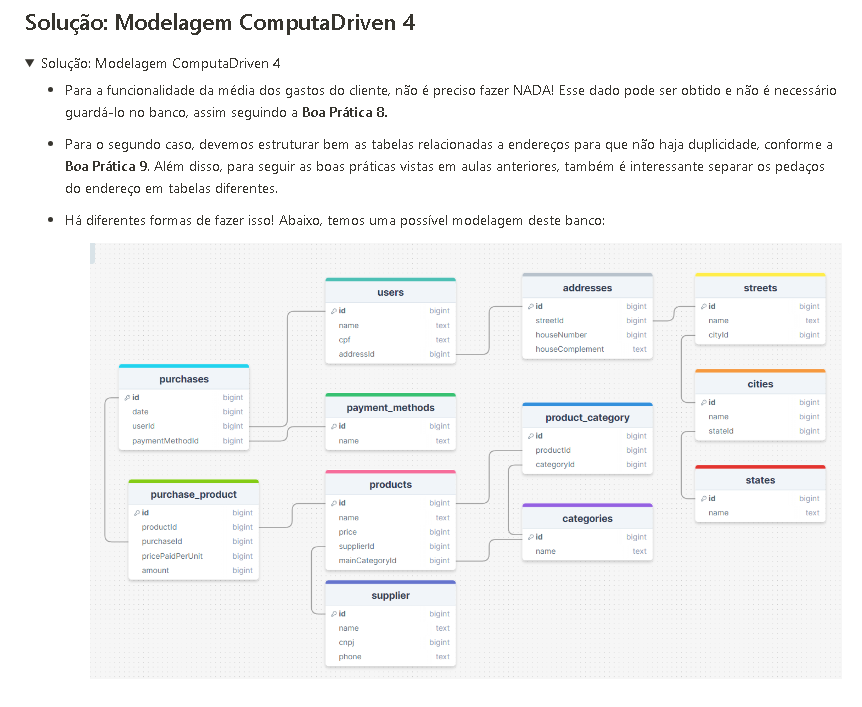 Solução: Modelagem ComputaDriven 4
▼ Solução: Modelagem ComputaDriven 4
• Para a funcionalidade da média dos gastos do cliente, não é preciso fazer NADA! Esse dado pode ser obtido e não é necessário
guardá-lo no banco, assim seguindo a Boa Prática 8.
• Para o segundo caso, devemos estruturar bem as tabelas relacionadas a endereços para que não haja duplicidade, conforme a
Boa Prática 9. Além disso, para seguir as boas práticas vistas em aulas anteriores, também é interessante separar os pedaços
do endereço em tabelas diferentes.
• Há diferentes formas de fazer isso! Abaixo, temos uma possível modelagem deste banco:
purchases
id bigint
date bigint
userId bigint
paymentMethodId bigint
purchase_product
id bigint
productId bigint
purchaseId bigint
pricePaidPerUnit bigint
amount bigint
users
id bigint
name text
cpf text
addressId bigint
payment_methods
id bigint
name text
products
id bigint
name text
price bigint
supplierId bigint
mainCategoryId bigint
supplier
id bigint
name text
cnpj bigint
phone text
addresses
id bigint
streetId bigint
houseNumber bigint
houseComplement text
product_category
id bigint
productId bigint
categoryId bigint
categories
id bigint
name text
streets
id bigint
name text
cityId bigint
cities
id bigint
name bigint
stateId bigint
states
id bigint
name text